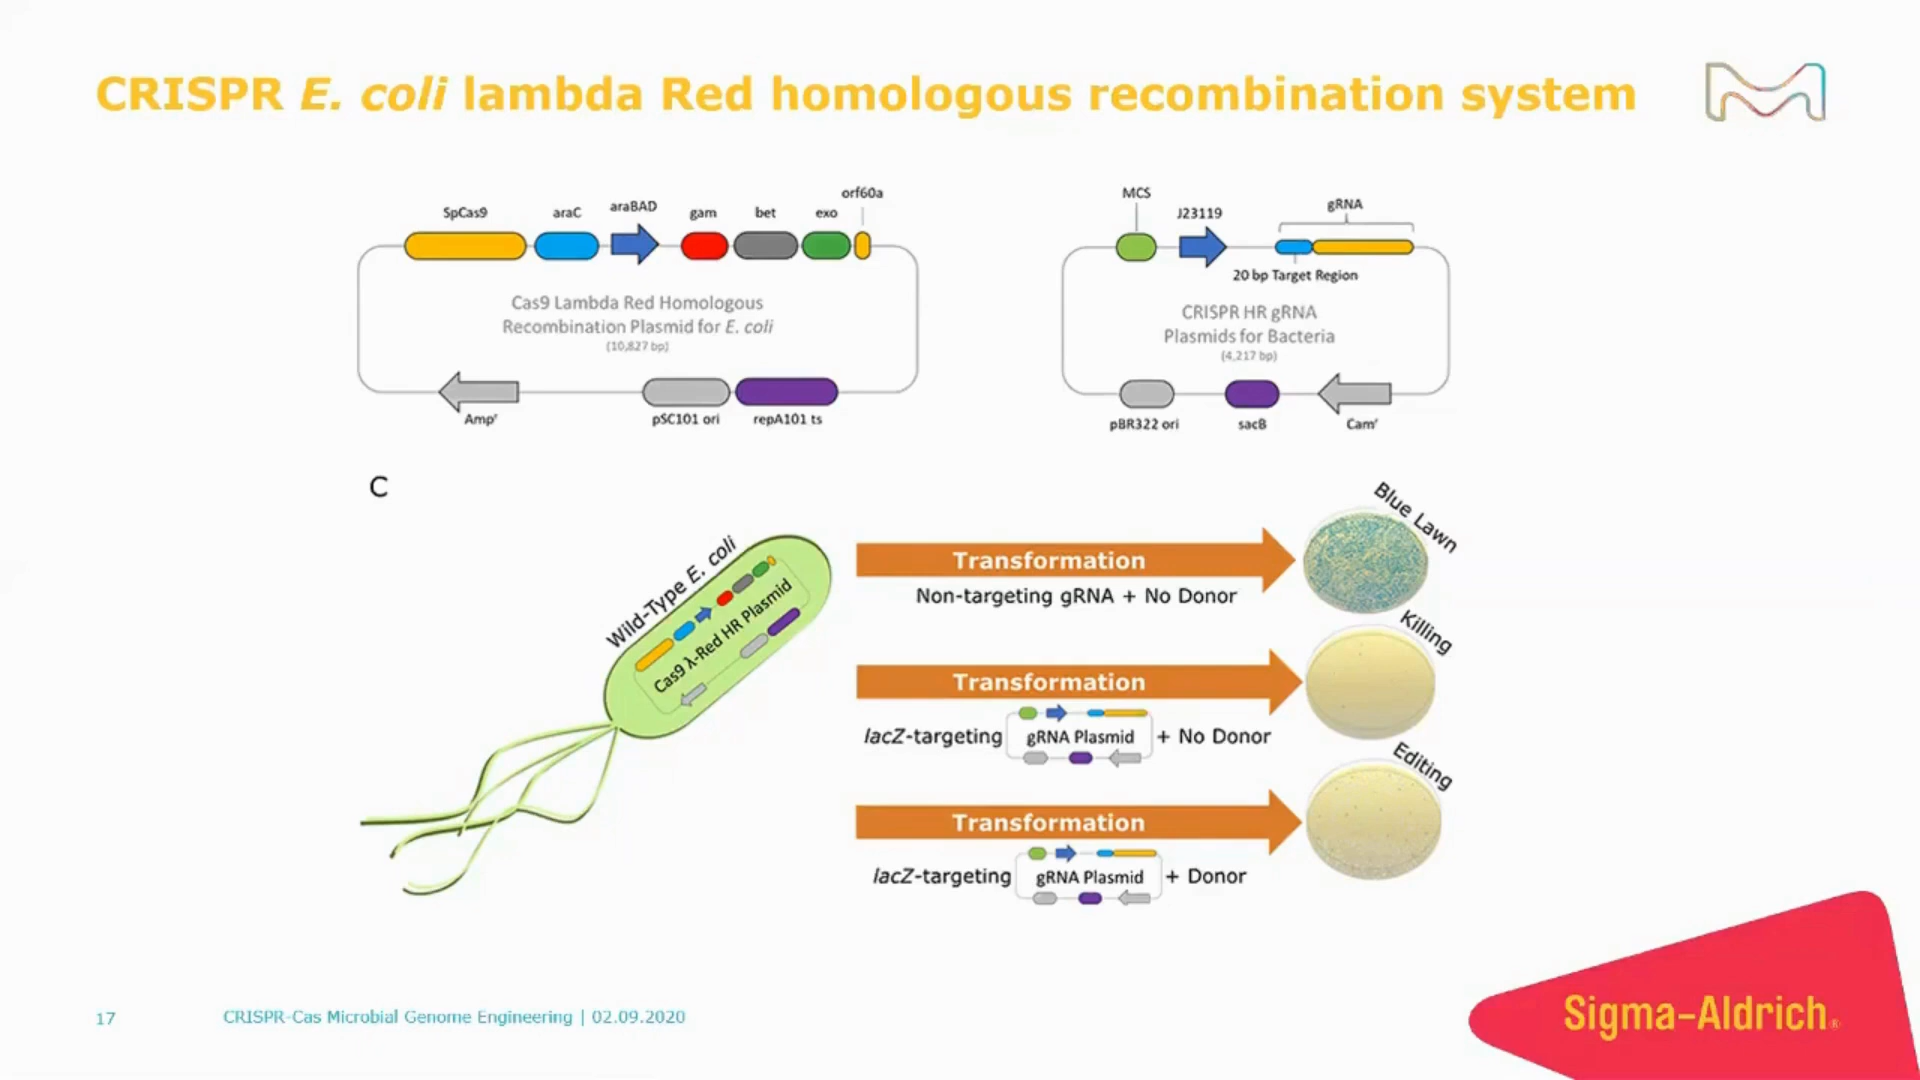 CRISPR E. coli lambda Red homologous recombination system
SpCas9
araC
araBAD
gam
bet
exo
orf60a
Cas9 Lambda Red Homologous
Recombination Plasmid for E. coli
(10,827 bp)
Ampʳ
pSC101 ori
repA101 ts
MCS
J23119
gRNA
20 bp Target Region
CRISPR HR gRNA
Plasmids for Bacteria
(4,217 bp)
pBR322 ori
sacB
Camʳ
C
Wild-Type E. coli
Cas9 λ-Red HR Plasmid
Transformation
Non-targeting gRNA + No Donor
Blue Lawn
Transformation
lacZ-targeting gRNA Plasmid + No Donor
Killing
Transformation
lacZ-targeting gRNA Plasmid + Donor
Editing
17
CRISPR-Cas Microbial Genome Engineering | 02.09.2020
Sigma-Aldrich®